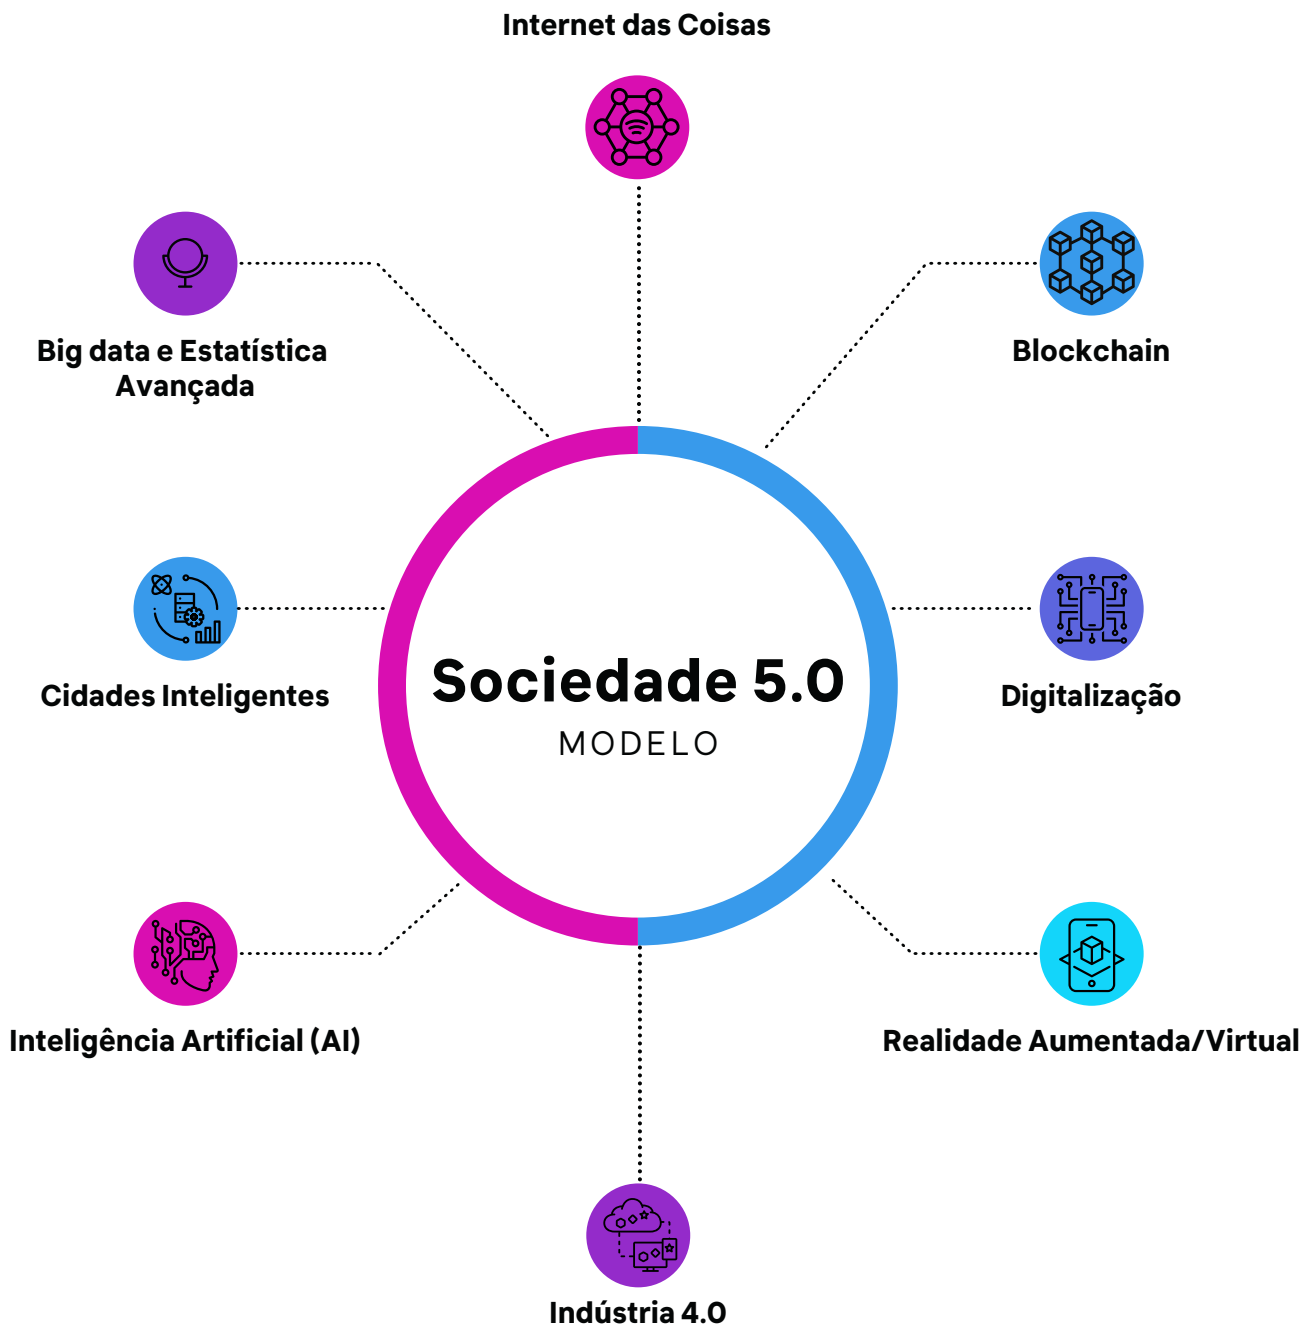 Internet das Coisas
Big data e Estatística
Avançada
Blockchain
Cidades Inteligentes
Sociedade 5.0
MODELO
Digitalização
Inteligência Artificial (AI)
Realidade Aumentada/Virtual
Indústria 4.0